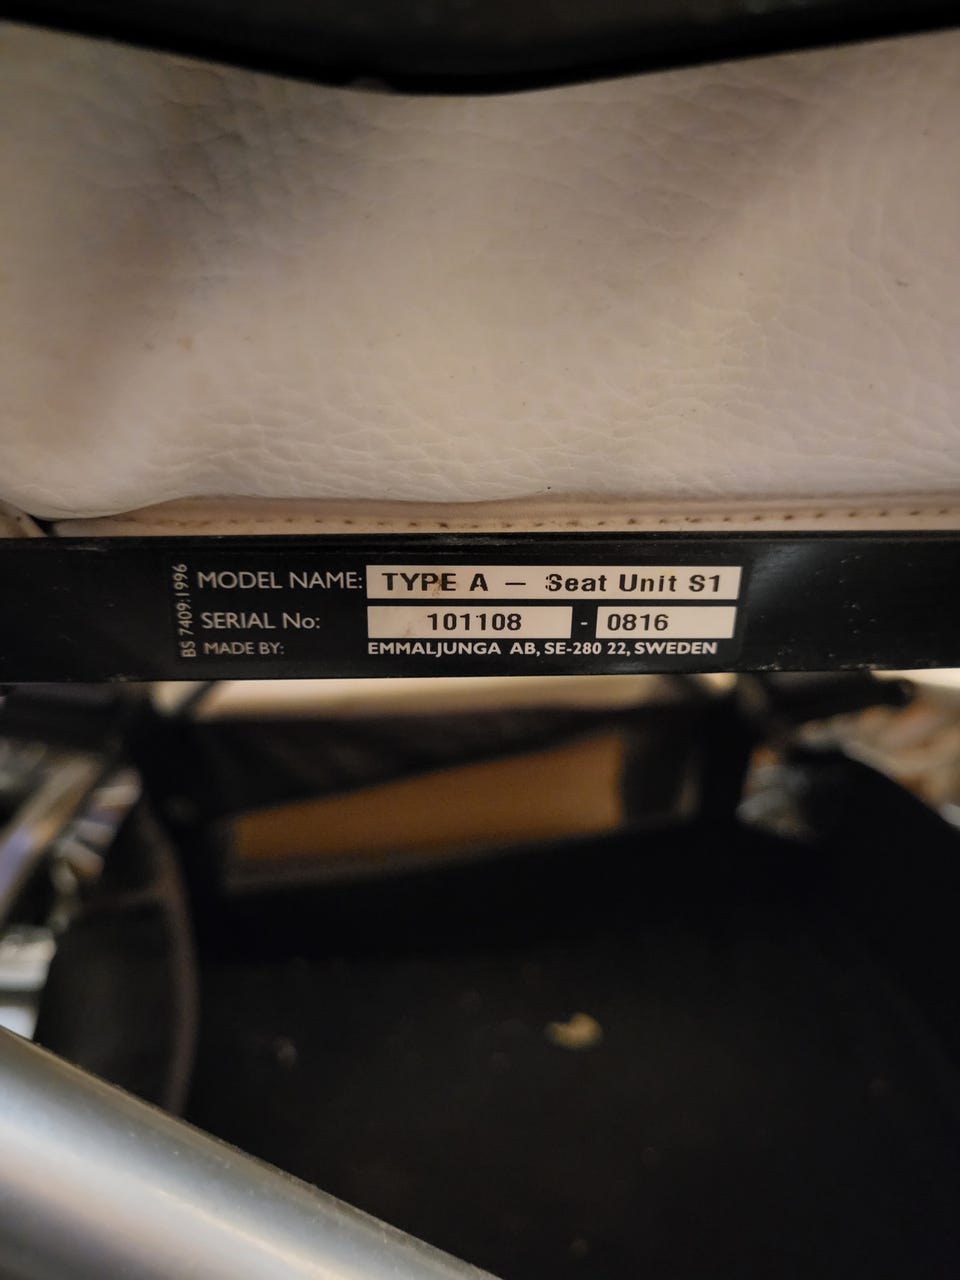 BS 7409:1996
MODEL NAME: TYPE A – Seat Unit S1
SERIAL No: 101108 - 0816
MADE BY: EMMALJUNGA AB, SE-280 22, SWEDEN